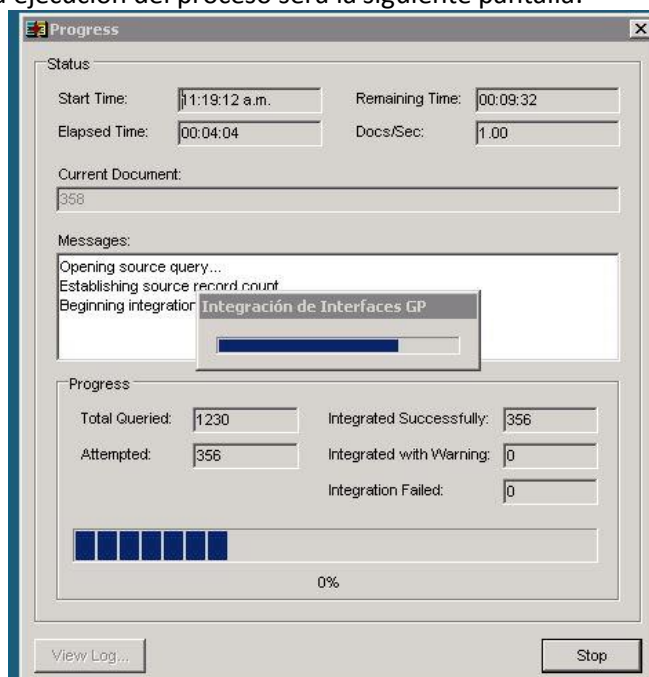 ejecución del proceso será la siguiente pantalla:
Progress
Status
Start Time: 11:19:12 a.m. Remaining Time: 00:09:32
Elapsed Time: 00:04:04 Docs/Sec: 1.00
Current Document:
358
Messages:
Opening source query...
Establishing source record count
Beginning integration
Integración de Interfaces GP
Progress
Total Queried: 1230 Integrated Successfully: 356
Attempted: 356 Integrated with Warning: 0
Integration Failed: 0
0%
View Log... Stop